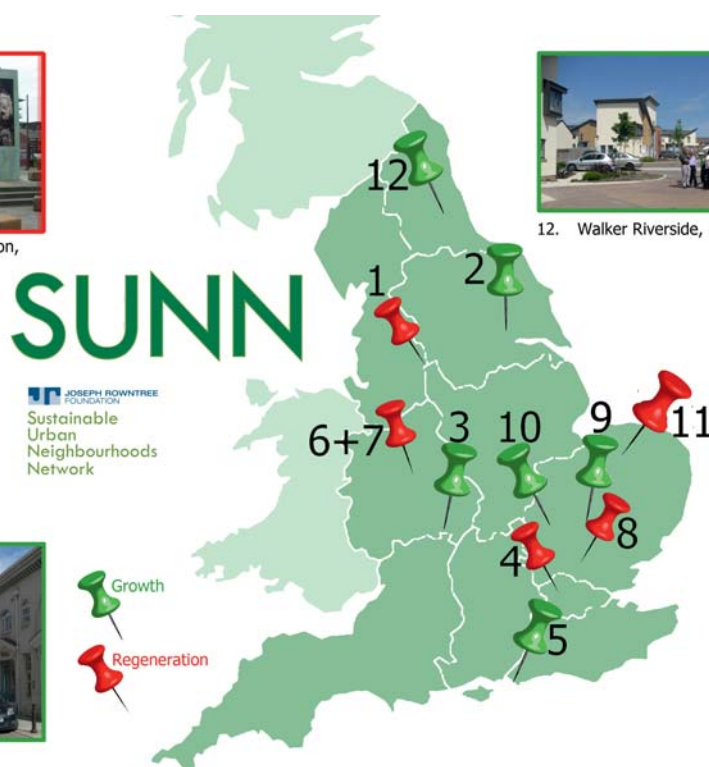 on,
12. Walker Riverside,
12
2
1
SUNN
JOSEPH ROWNTREE
FOUNDATION
Sustainable
Urban
Neighbourhoods
Network
6+7
3
10
9
11
8
4
5
Growth
Regeneration